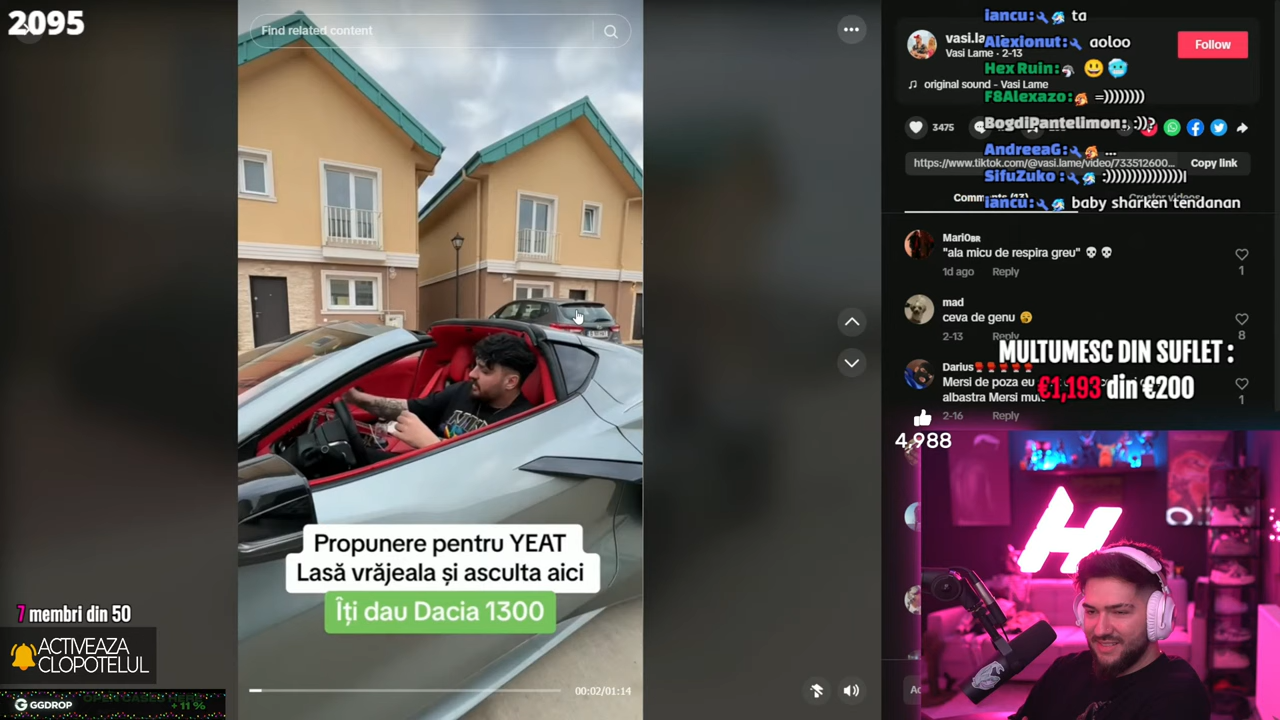 2095
Find related content
Propunere pentru YEAT
Lasă vrăjeala și asculta aici
Îți dau Dacia 1300
00:02/01:14
7 membri din 50
ACTIVEAZA
CLOPOTELUL
GGDROP
+11 %
vasi.la
Vasi Lame · 2-13
Follow
original sound - Vasi Lame
3475
https://www.tiktok.com/@vasi.lame/video/733512600...
Copy link
iancu: ta
Alexionut: aoloo
HexRuin:
F8Alexazo: =))))))))
BogdiPantelimon: :))?
AndreeaG: ...
SifuZuko: :))))))))))))))I
iancu: baby sharken tendanan
Mari0BR
"ala micu de respira greu"
1d ago Reply
1
mad
ceva de genu
2-13 Reply
8
Darius
Mersi de poza eu
albastra Mersi
2-16 Reply
1
MULTUMESC DIN SUFLET :
€1,193 din €200
4,988